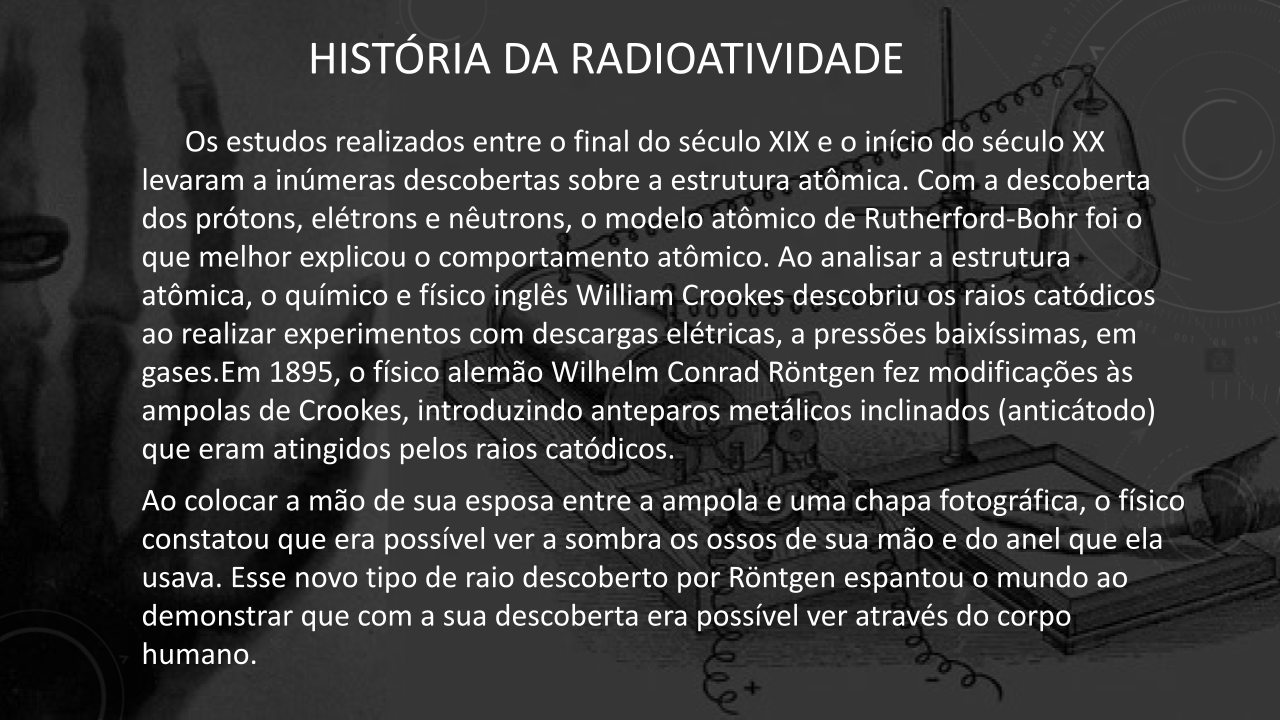 HISTÓRIA DA RADIOATIVIDADE
Os estudos realizados entre o final do século XIX e o início do século XX
levaram a inúmeras descobertas sobre a estrutura atômica. Com a descoberta
dos prótons, elétrons e nêutrons, o modelo atômico de Rutherford-Bohr foi o
que melhor explicou o comportamento atômico. Ao analisar a estrutura
atômica, o químico e físico inglês William Crookes descobriu os raios catódicos
ao realizar experimentos com descargas elétricas, a pressões baixíssimas, em
gases.Em 1895, o físico alemão Wilhelm Conrad Röntgen fez modificações às
ampolas de Crookes, introduzindo anteparos metálicos inclinados (anticátodo)
que eram atingidos pelos raios catódicos.
Ao colocar a mão de sua esposa entre a ampola e uma chapa fotográfica, o físico
constatou que era possível ver a sombra os ossos de sua mão e do anel que ela
usava. Esse novo tipo de raio descoberto por Röntgen espantou o mundo ao
demonstrar que com a sua descoberta era possível ver através do corpo
humano.